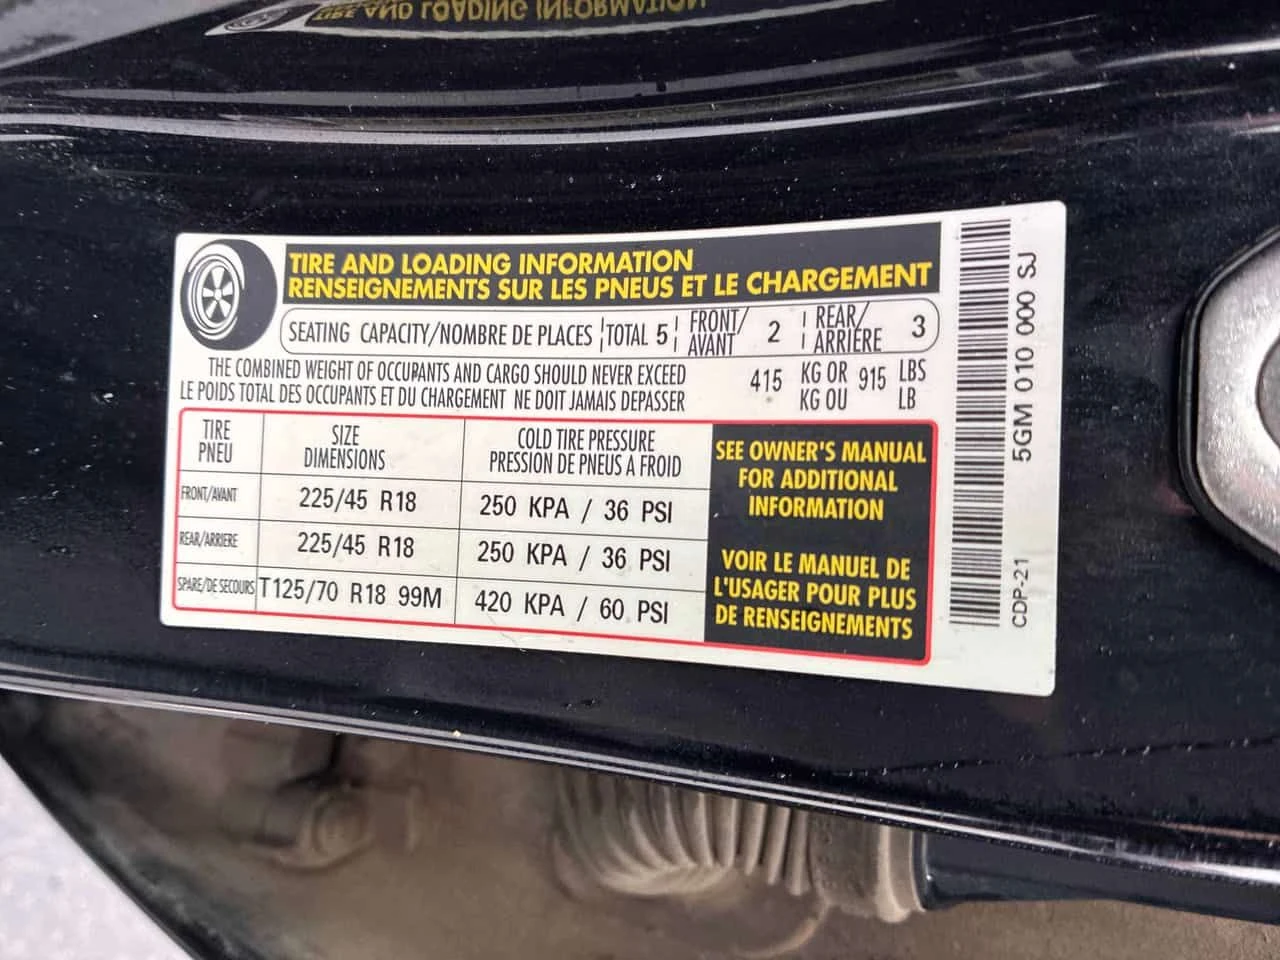 TIRE AND LOADING INFORMATION
TIRE AND LOADING INFORMATION
RENSEIGNEMENTS SUR LES PNEUS ET LE CHARGEMENT
SEATING CAPACITY/NOMBRE DE PLACES TOTAL 5 FRONT/ AVANT 2 REAR/ ARRIÈRE 3
THE COMBINED WEIGHT OF OCCUPANTS AND CARGO SHOULD NEVER EXCEED 415 KG OR 915 LBS
LE POIDS TOTAL DES OCCUPANTS ET DU CHARGEMENT NE DOIT JAMAIS DEPASSER KG OU LB
TIRE SIZE COLD TIRE PRESSURE
PNEU DIMENSIONS PRESSION DE PNEUS A FROID
FRONT/AVANT 225/45 R18 250 KPA / 36 PSI
REAR/ARRIERE 225/45 R18 250 KPA / 36 PSI
SPARE/DE SECOURS T125/70 R18 99M 420 KPA / 60 PSI
SEE OWNER'S MANUAL
FOR ADDITIONAL
INFORMATION
VOIR LE MANUEL DE
L'USAGER POUR PLUS
DE RENSEIGNEMENTS
CDP-21 5GM 010 000 SJ